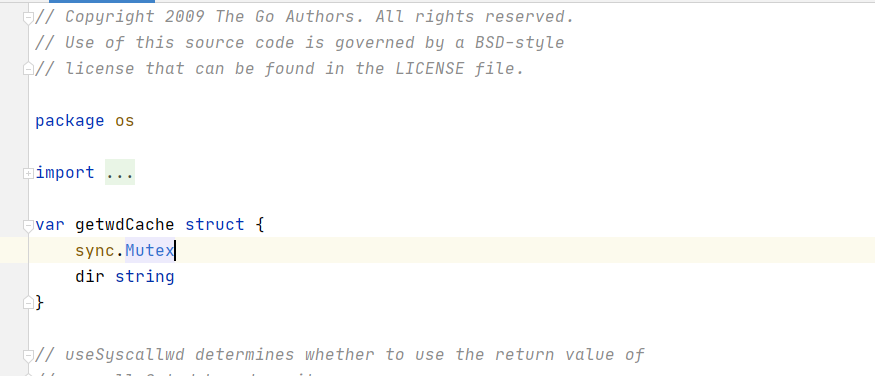 // Copyright 2009 The Go Authors. All rights reserved.
// Use of this source code is governed by a BSD-style
// license that can be found in the LICENSE file.
package os
import ...
var getwdCache struct {
sync.Mutex
dir string
}
// useSyscallwd determines whether to use the return value of